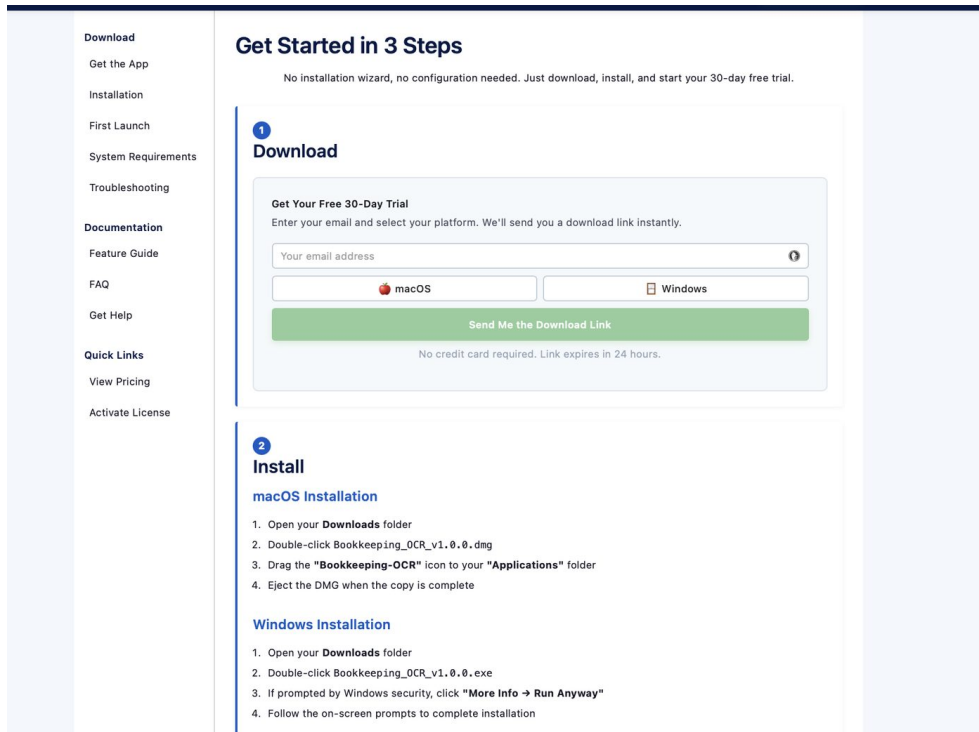 Download
Get the App
Installation
First Launch
System Requirements
Troubleshooting
Documentation
Feature Guide
FAQ
Get Help
Quick Links
View Pricing
Activate License
Get Started in 3 Steps
No installation wizard, no configuration needed. Just download, install, and start your 30-day free trial.
1
Download
Get Your Free 30-Day Trial
Enter your email and select your platform. We'll send you a download link instantly.
Your email address
macOS
Windows
Send Me the Download Link
No credit card required. Link expires in 24 hours.
2
Install
macOS Installation
1. Open your Downloads folder
2. Double-click Bookkeeping_OCR_v1.0.0.dmg
3. Drag the "Bookkeeping-OCR" icon to your "Applications" folder
4. Eject the DMG when the copy is complete
Windows Installation
1. Open your Downloads folder
2. Double-click Bookkeeping_OCR_v1.0.0.exe
3. If prompted by Windows security, click "More Info → Run Anyway"
4. Follow the on-screen prompts to complete installation